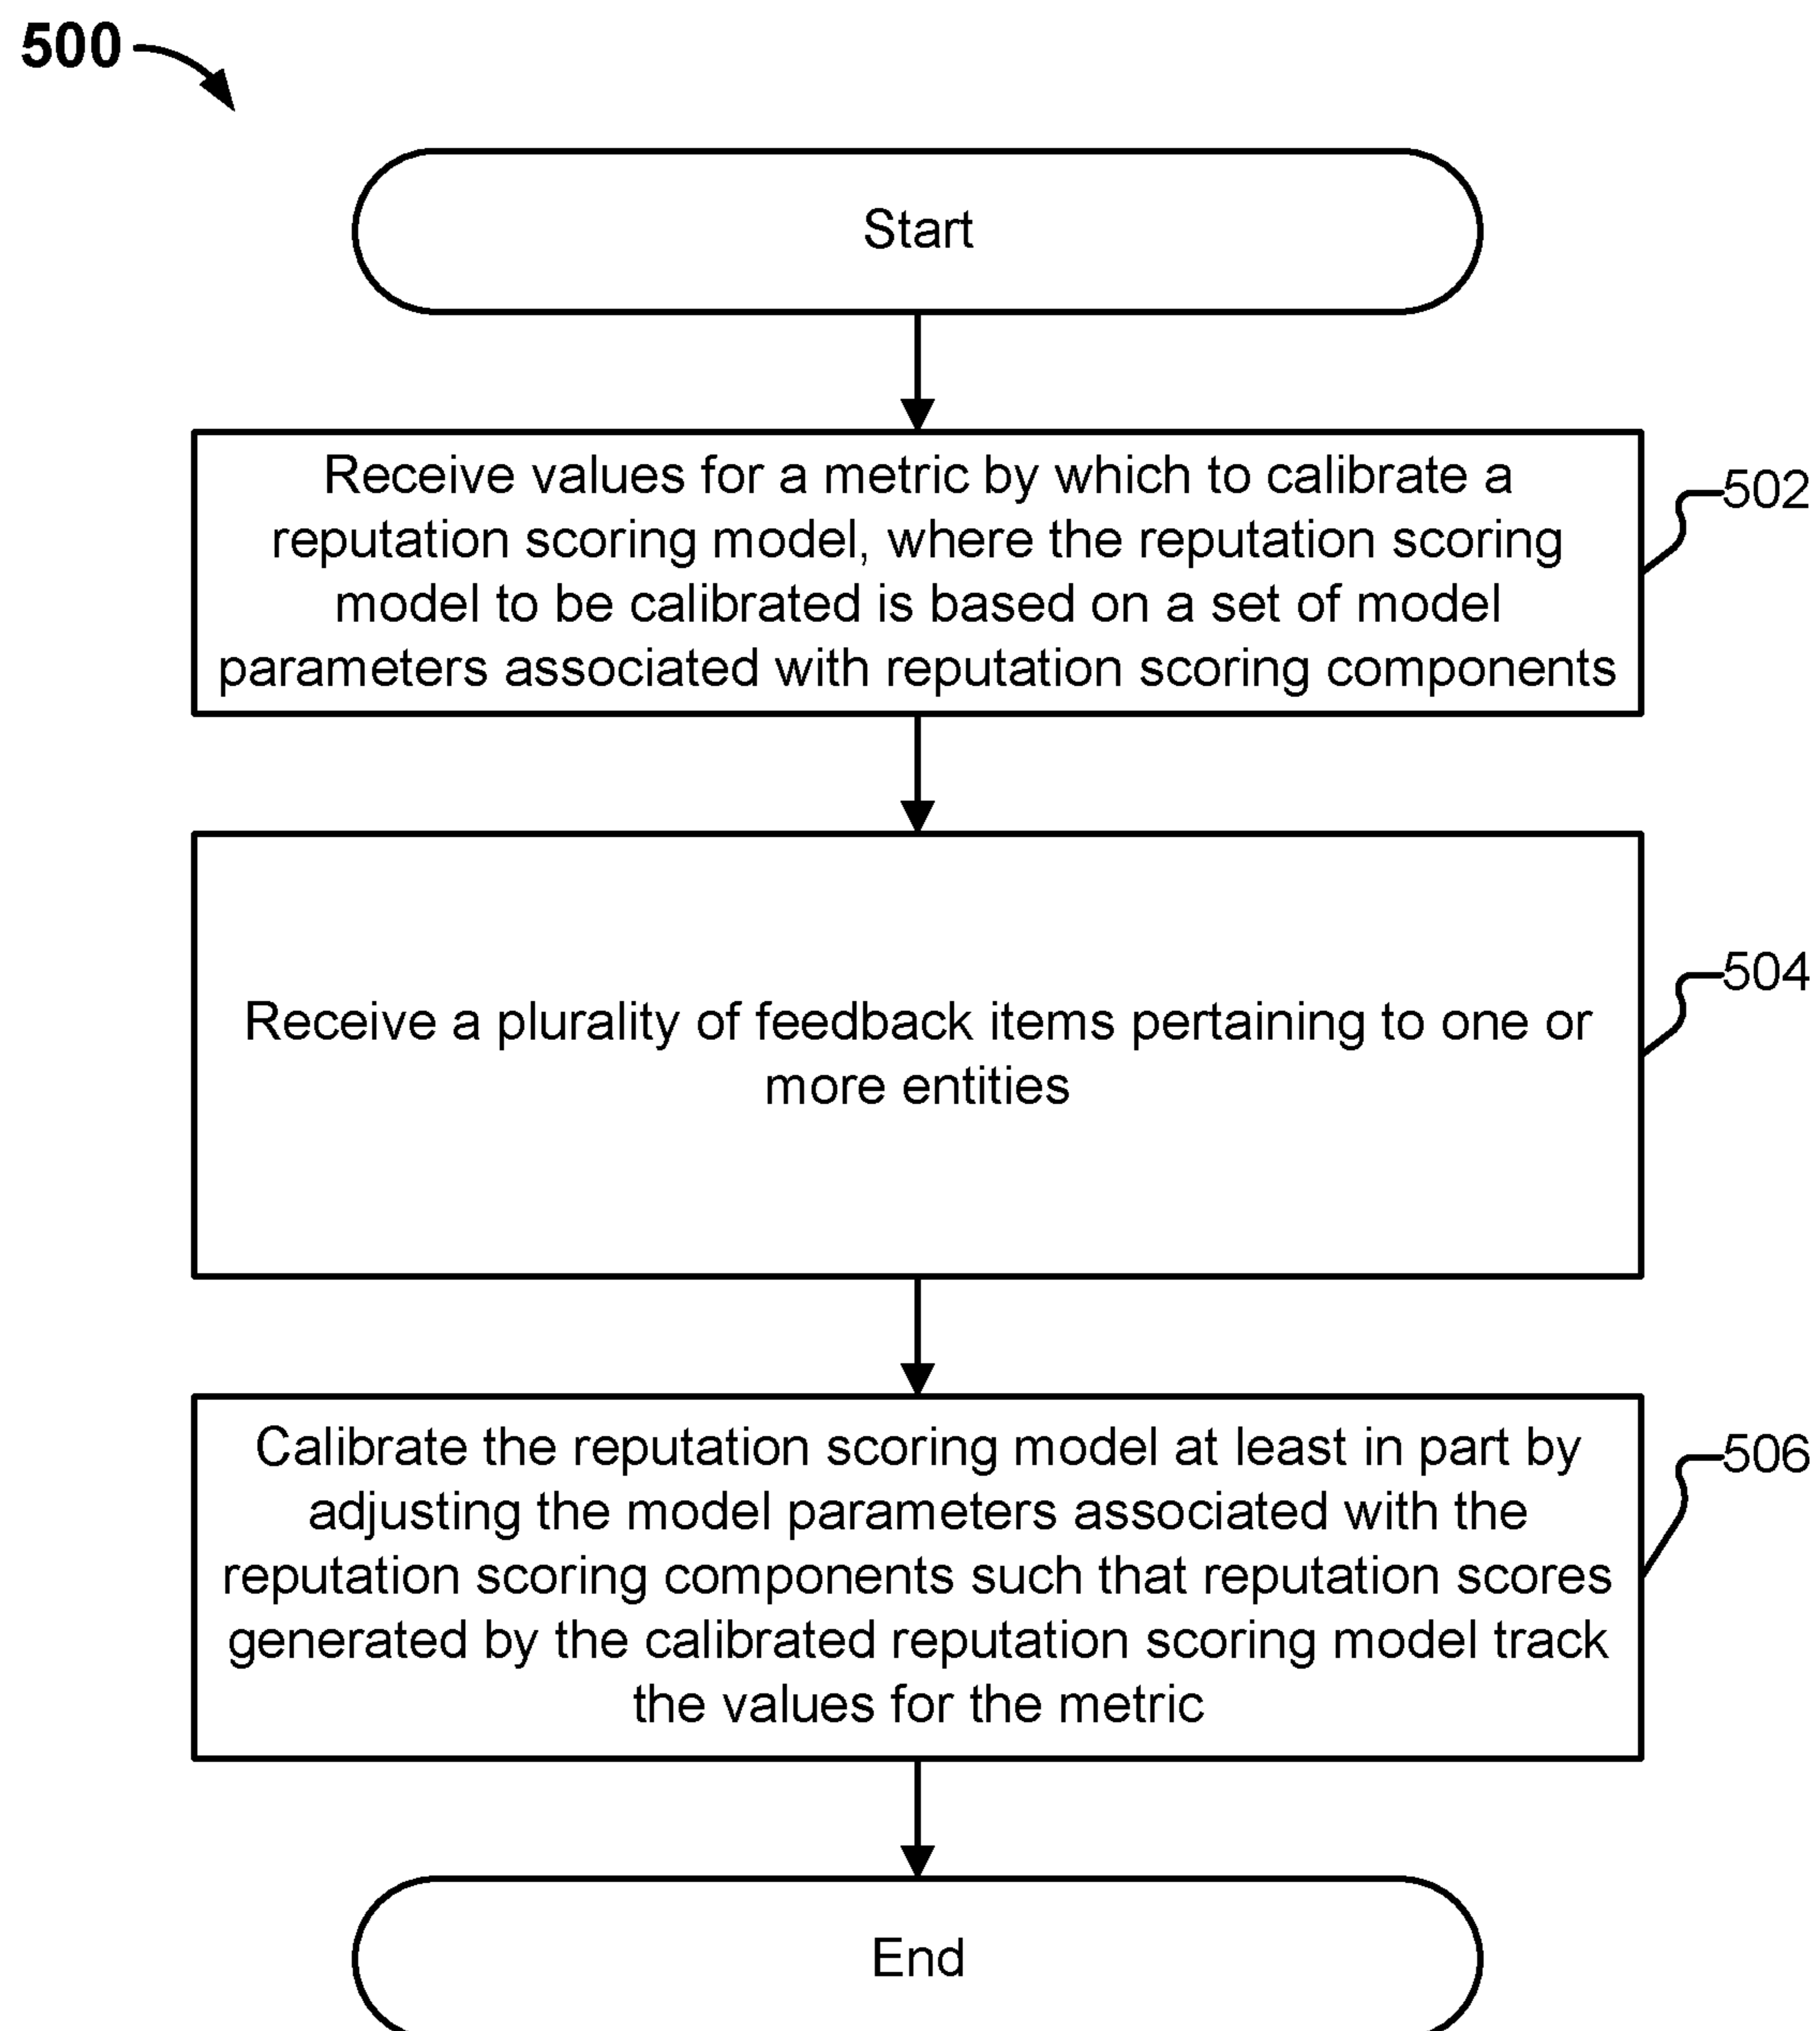 500
Start
Receive values for a metric by which to calibrate a
reputation scoring model, where the reputation scoring
model to be calibrated is based on a set of model
parameters associated with reputation scoring components
502
Receive a plurality of feedback items pertaining to one or
more entities
504
Calibrate the reputation scoring model at least in part by
adjusting the model parameters associated with the
reputation scoring components such that reputation scores
generated by the calibrated reputation scoring model track
the values for the metric
506
End